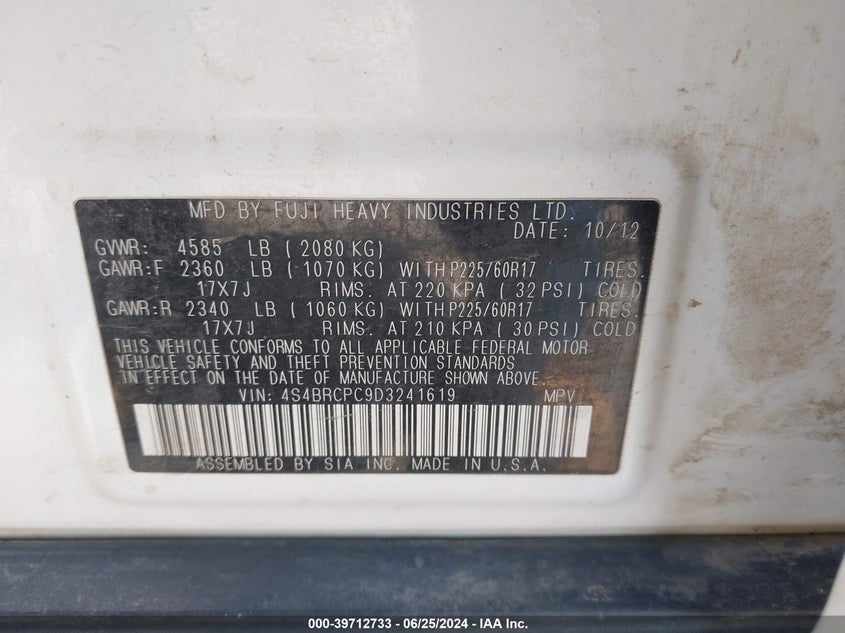 MFD BY FUJI HEAVY INDUSTRIES LTD.
DATE: 10/12
GVWR: 4585 LB ( 2080 KG)
GAWR:F 2360 LB ( 1070 KG) WITH P225/60R17 TIRES.
17X7J RIMS. AT 220 KPA ( 32 PSI) COLD
GAWR:R 2340 LB ( 1060 KG) WITH P225/60R17 TIRES.
17X7J RIMS. AT 210 KPA ( 30 PSI) COLD
THIS VEHICLE CONFORMS TO ALL APPLICABLE FEDERAL MOTOR
VEHICLE SAFETY AND THEFT PREVENTION STANDARDS
IN EFFECT ON THE DATE OF MANUFACTURE SHOWN ABOVE.
VIN: 4S4BRCPC9D3241619 MPV
ASSEMBLED BY SIA INC. MADE IN U.S.A.
000-39712733 - 06/25/2024 - IAA Inc.